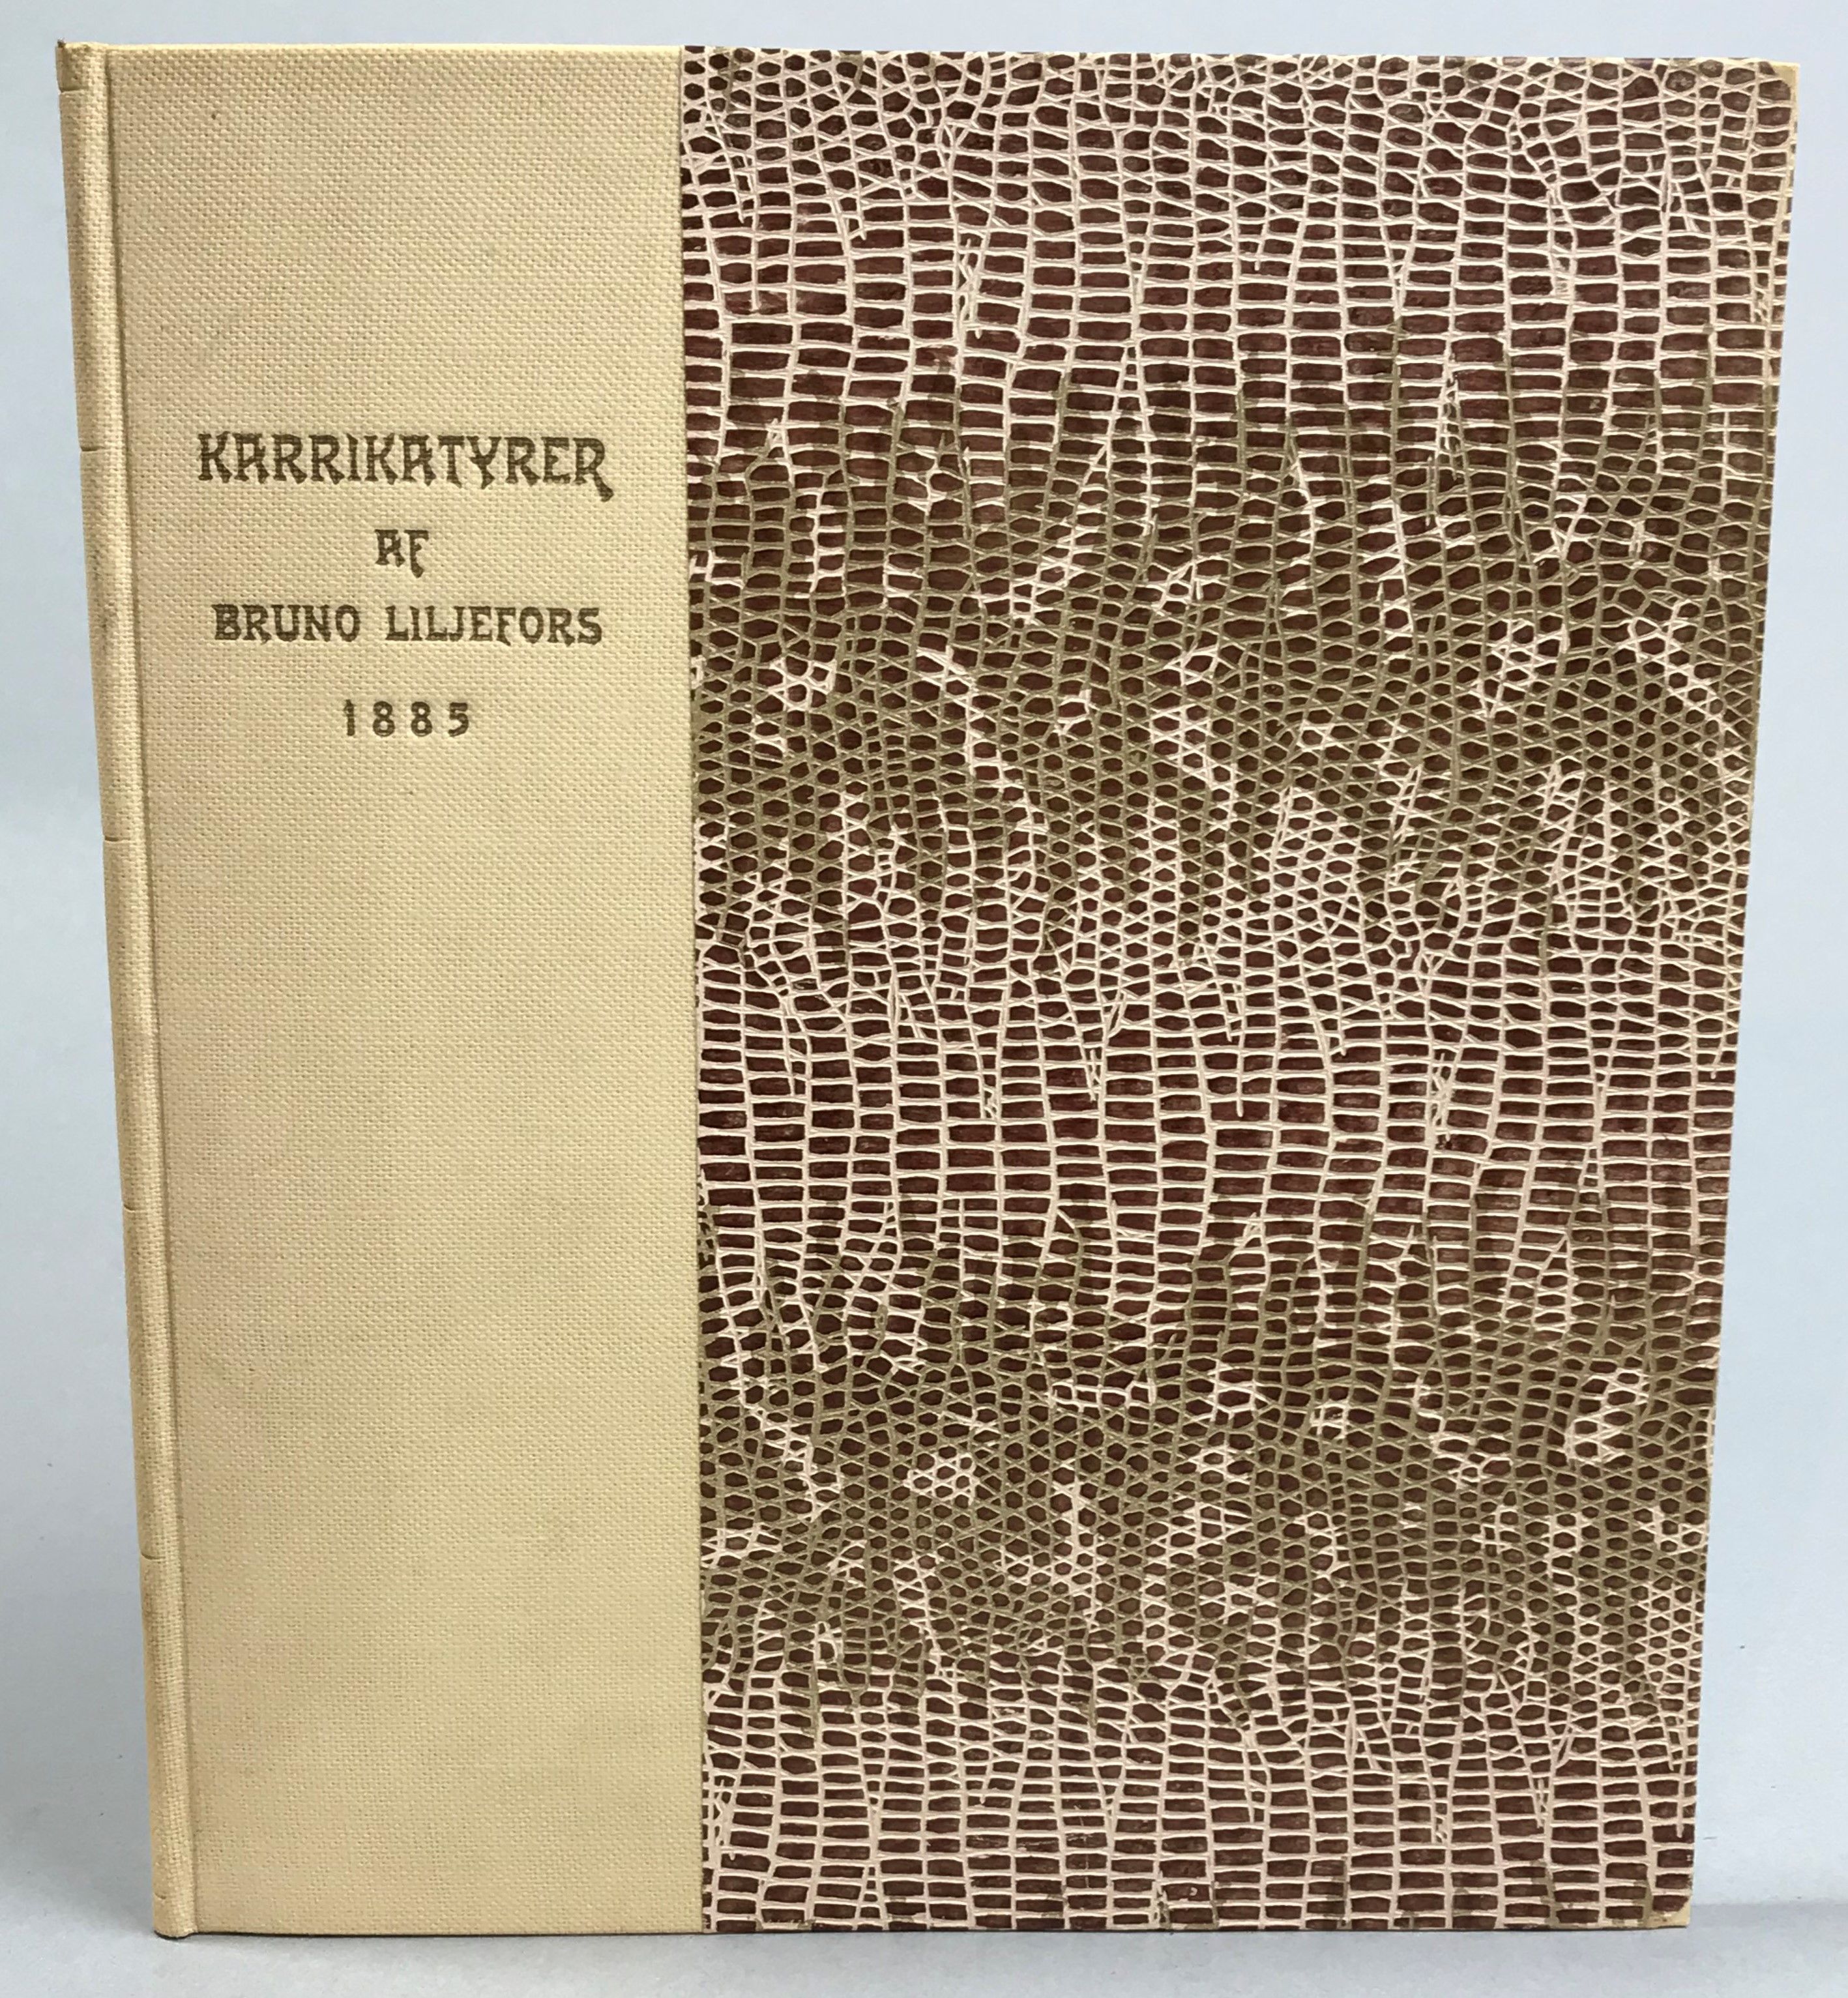 KARRIKATYRER
AF
BRUNO LILJEFORS
1885